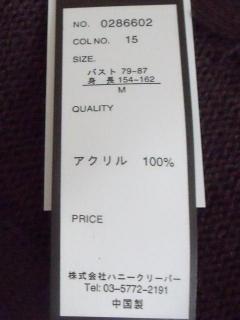 NO. 0286602
COL NO. 15
SIZE.
バスト 79-87
身 長 154-162
M
QUALITY
アクリル 100%
PRICE
株式会社ハニークリーパー
Tel: 03-5772-2191
中国製